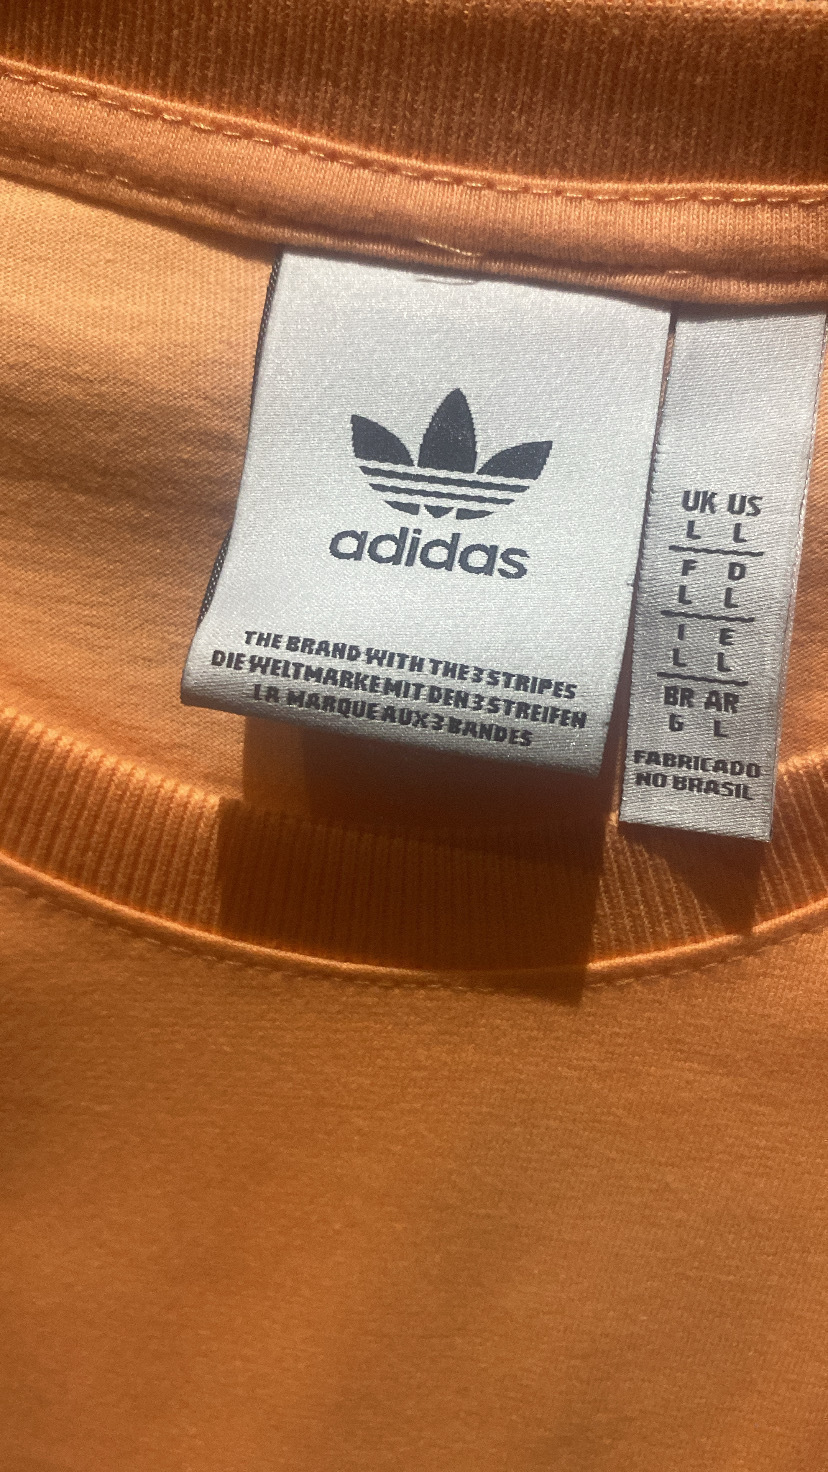 adidas
THE BRAND WITH THE 3 STRIPES
DIE WELTMARKE MIT DEN 3 STREIFEN
LA MARQUE AUX 3 BANDES
UK US
L L
F D
L L
I E
L L
BR AR
G L
FABRICADO
NO BRASIL